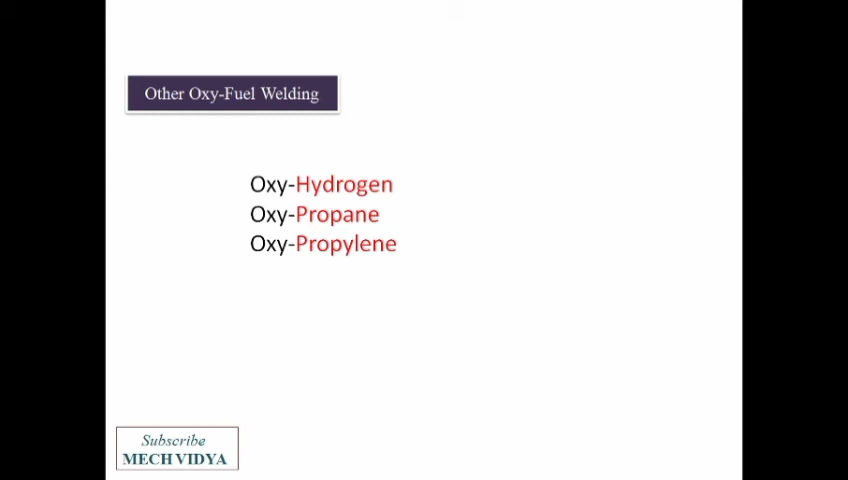 Other Oxy-Fuel Welding
Oxy-Hydrogen
Oxy-Propane
Oxy-Propylene
Subscribe
MECH VIDYA